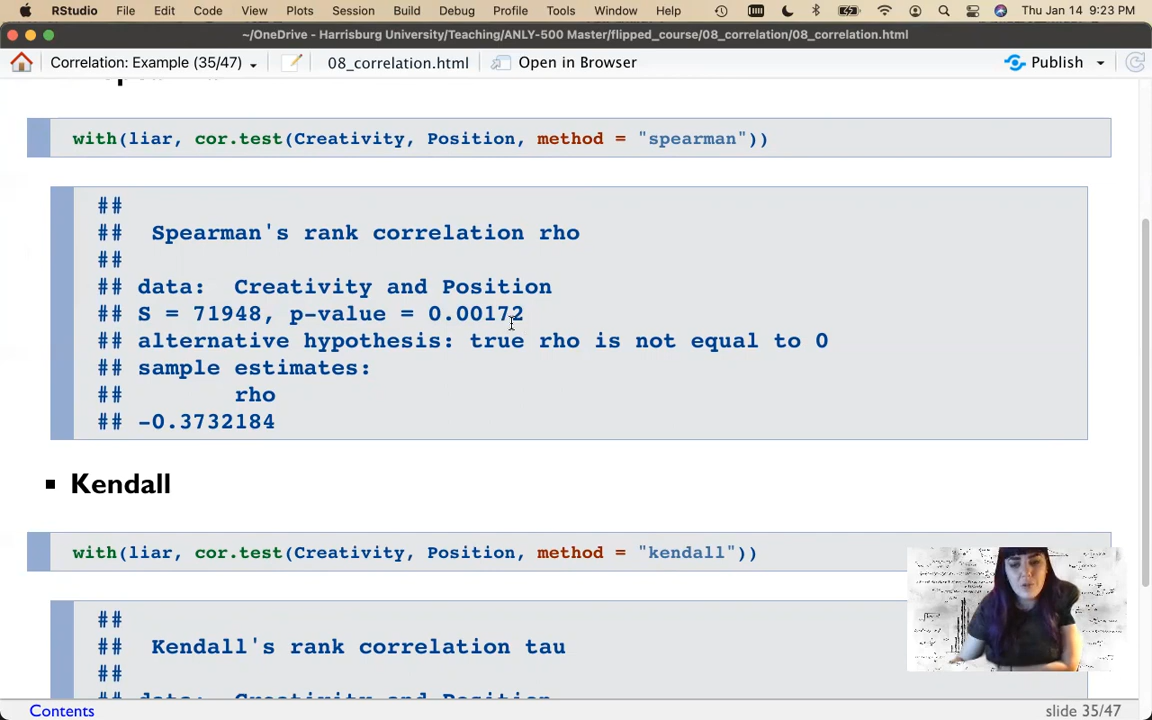 RStudio File Edit Code View Plots Session Build Debug Profile Tools Window Help Thu Jan 14 9:23 PM
~/OneDrive - Harrisburg University/Teaching/ANLY-500 Master/flipped_course/08_correlation/08_correlation.html
Correlation: Example (35/47) 08_correlation.html Open in Browser Publish
with(liar, cor.test(Creativity, Position, method = "spearman"))
##
## Spearman's rank correlation rho
##
## data: Creativity and Position
## S = 71948, p-value = 0.00172
## alternative hypothesis: true rho is not equal to 0
## sample estimates:
## rho
## -0.3732184
Kendall
with(liar, cor.test(Creativity, Position, method = "kendall"))
##
## Kendall's rank correlation tau
##
## data: Creativity and Position
Contents slide 35/47